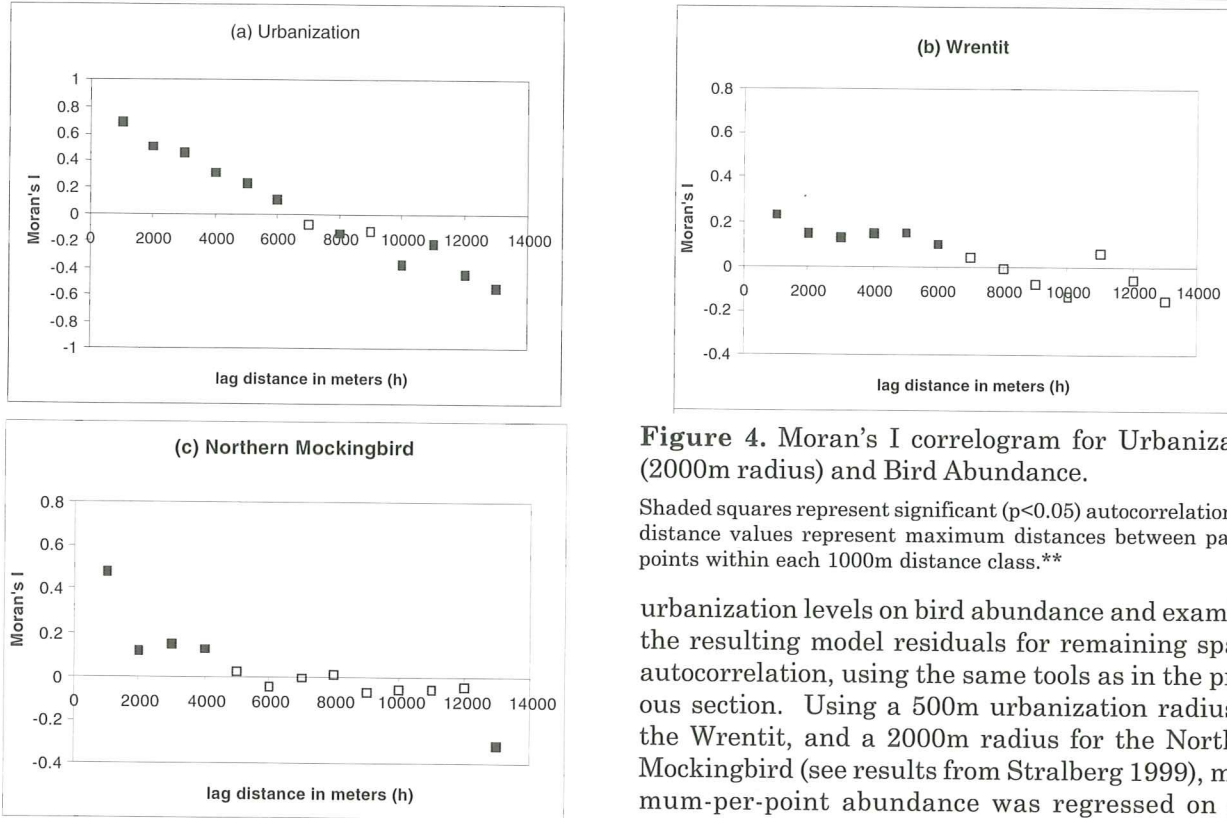 (a) Urbanization
1
0.8
0.6
0.4
0.2
0
-0.2
-0.4
-0.6
-0.8
-1
Moran's I
0 2000 4000 6000 8000 10000 12000 14000
lag distance in meters (h)
(b) Wrentit
0.8
0.6
0.4
0.2
0
-0.2
-0.4
Moran's I
0 2000 4000 6000 8000 10000 12000 14000
lag distance in meters (h)
(c) Northern Mockingbird
0.8
0.6
0.4
0.2
0
-0.2
-0.4
Moran's I
0 2000 4000 6000 8000 10000 12000 14000
lag distance in meters (h)
Figure 4. Moran's I correlogram for Urbaniza
(2000m radius) and Bird Abundance.
Shaded squares represent significant (p<0.05) autocorrelation
distance values represent maximum distances between pa
points within each 1000m distance class.**
urbanization levels on bird abundance and exam
the resulting model residuals for remaining spa
autocorrelation, using the same tools as in the pr
ous section. Using a 500m urbanization radius
the Wrentit, and a 2000m radius for the North
Mockingbird (see results from Stralberg 1999), m
mum-per-point abundance was regressed on